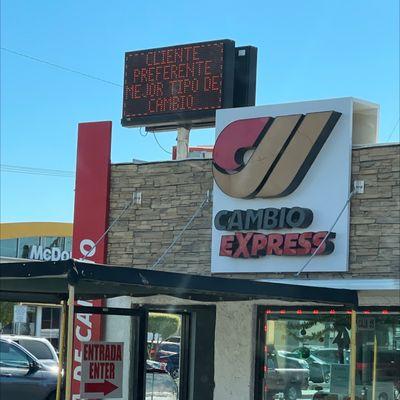 CLIENTE
PREFERENTE
MEJOR TIPO DE
CAMBIO
CAMBIO
EXPRESS
McDo
ENTRADA
ENTER